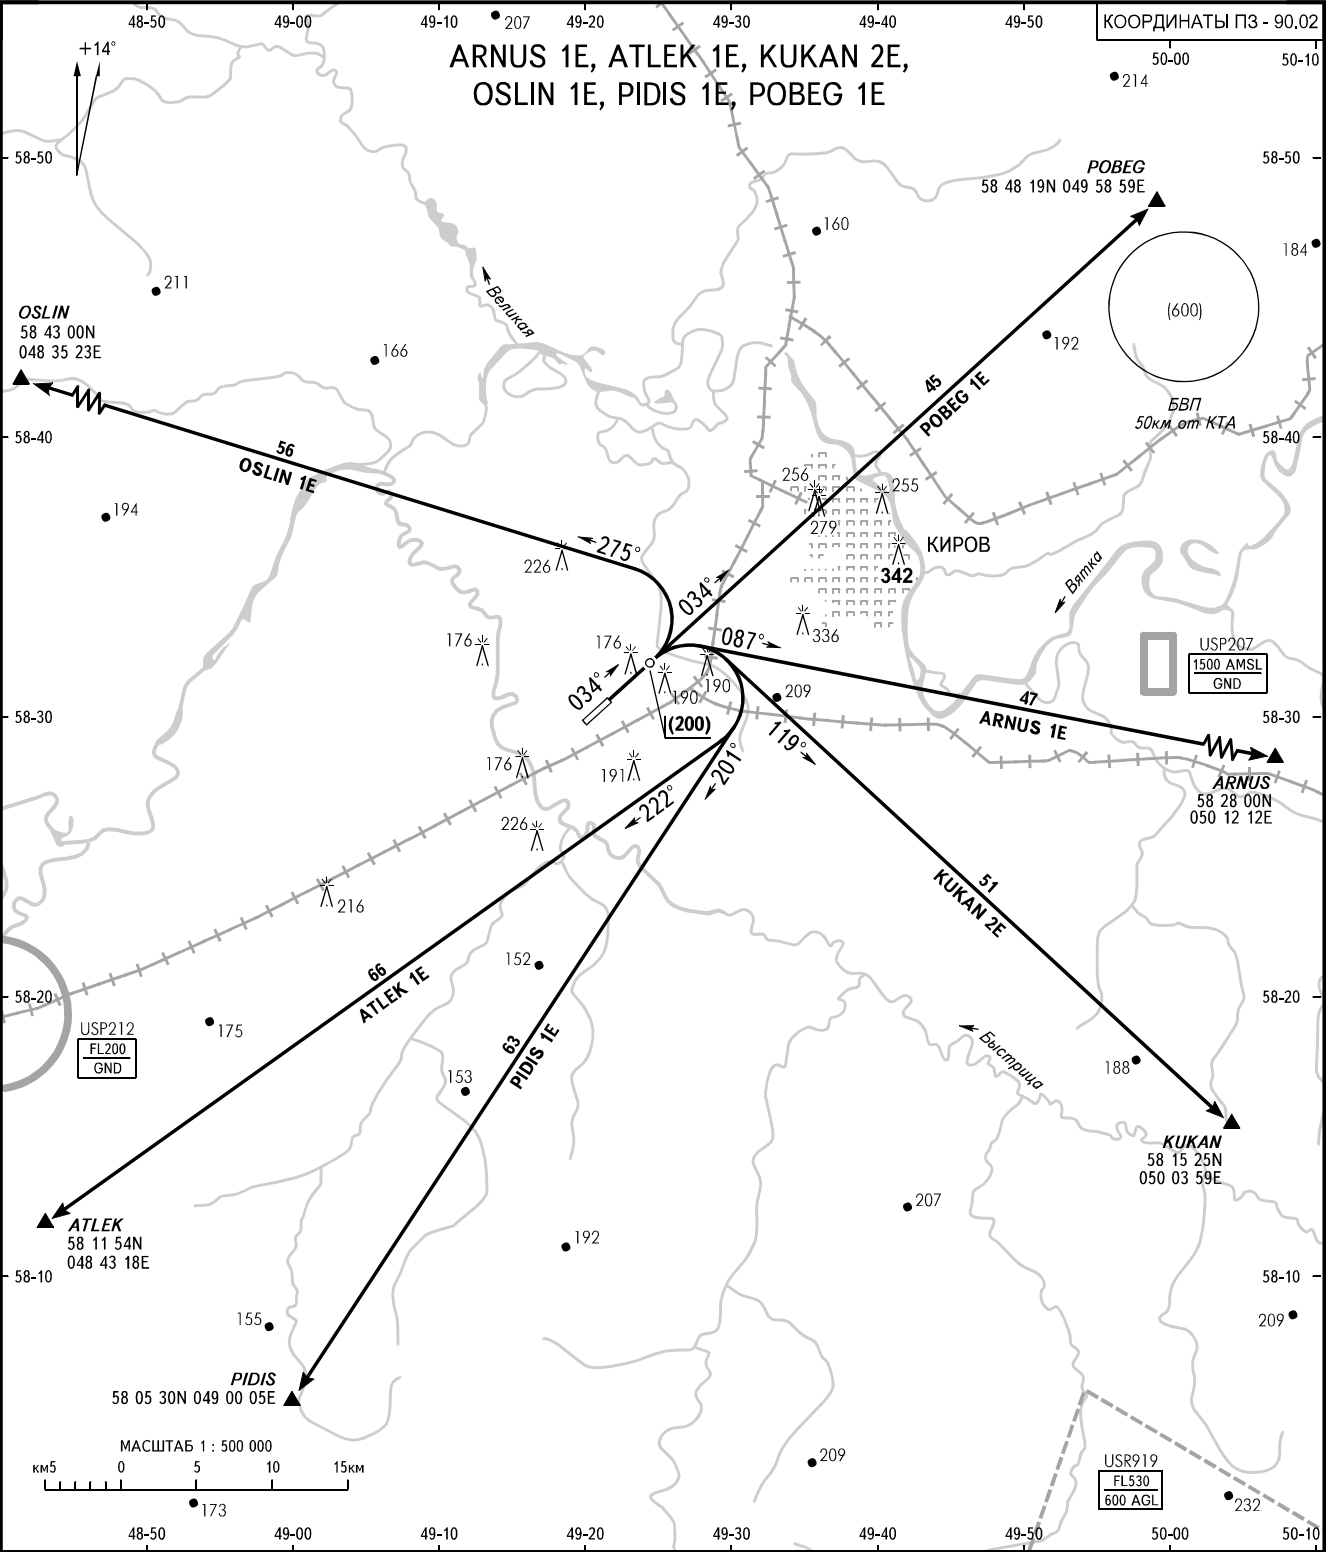 48-50
49-00
49-10
49-20
49-30
49-40
49-50
КООРДИНАТЫ ПЗ - 90.02
50-00
50-10
+14°
207
ARNUS 1E, ATLEK 1E, KUKAN 2E,
OSLIN 1E, PIDIS 1E, POBEG 1E
214
58-50
58-50
POBEG
58 48 19N 049 58 59E
160
184
211
Великая
OSLIN
58 43 00N
048 35 23E
(600)
192
166
45
POBEG 1E
БВП
50км от КТА
58-40
58-40
56
OSLIN 1E
256
255
279
194
КИРОВ
275°
226
342
Вятка
034°
336
176
176
087°
USP207
1500 AMSL
GND
034°
190
190
209
(200)
47
ARNUS 1E
58-30
58-30
119°
201°
176
191
222°
ARNUS
58 28 00N
050 12 12E
226
216
51
KUKAN 2E
152
66
ATLEK 1E
58-20
58-20
USP212
FL200
GND
175
63
PIDIS 1E
Быстрица
188
153
KUKAN
58 15 25N
050 03 59E
207
ATLEK
58 11 54N
048 43 18E
192
58-10
58-10
155
209
PIDIS
58 05 30N 049 00 05E
МАСШТАБ 1 : 500 000
км5 0 5 10 15км
209
USR919
FL530
600 AGL
173
232
48-50
49-00
49-10
49-20
49-30
49-40
49-50
50-00
50-10